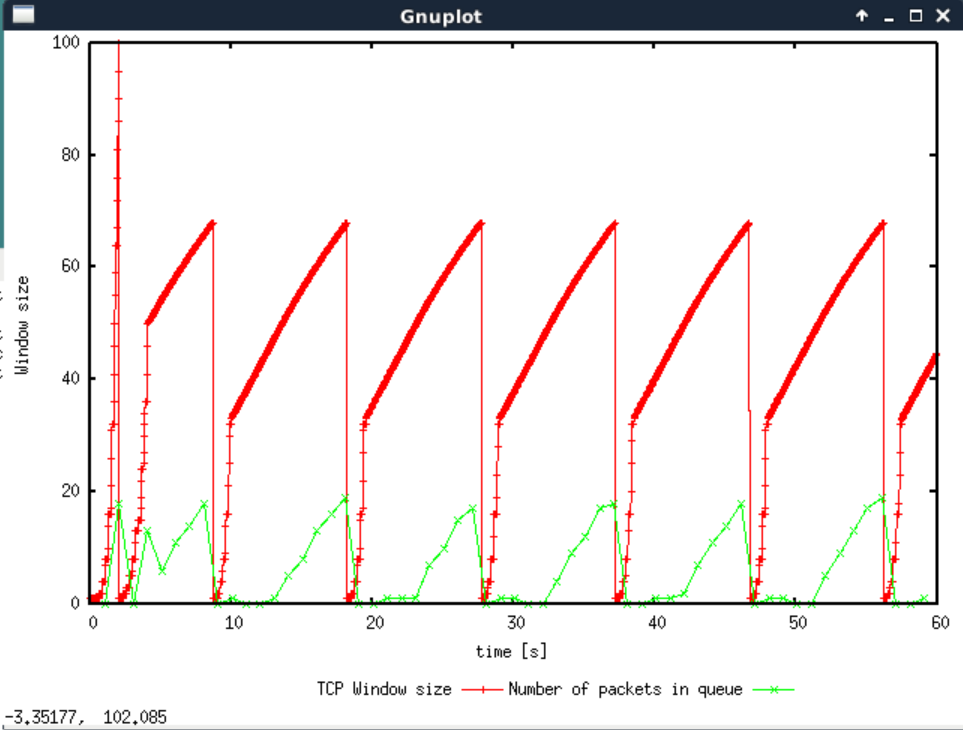 Gnuplot
100
80
60
40
20
0
Window size
0 10 20 30 40 50 60
time [s]
TCP Window size Number of packets in queue
-3.35177, 102.085